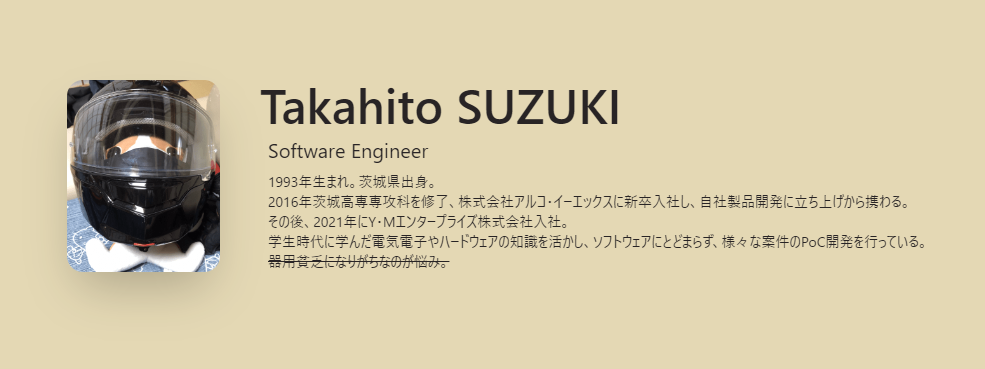 Takahito SUZUKI
Software Engineer
1993年生まれ。茨城県出身。
2016年茨城高専専攻科を修了、株式会社アルコ・イーエックスに新卒入社し、自社製品開発に立ち上げから携わる。
その後、2021年にY・Mエンタープライズ株式会社入社。
学生時代に学んだ電気電子やハードウェアの知識を活かし、ソフトウェアにとどまらず、様々な案件のPoC開発を行っている。
器用貧乏になりがちなのが悩み。